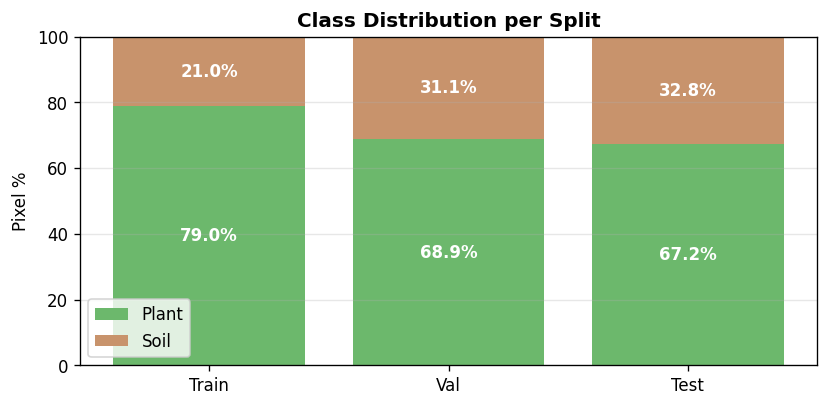 Class Distribution per Split
Pixel %
100
80
60
40
20
0
21.0%
31.1%
32.8%
79.0%
68.9%
67.2%
Plant
Soil
Train
Val
Test